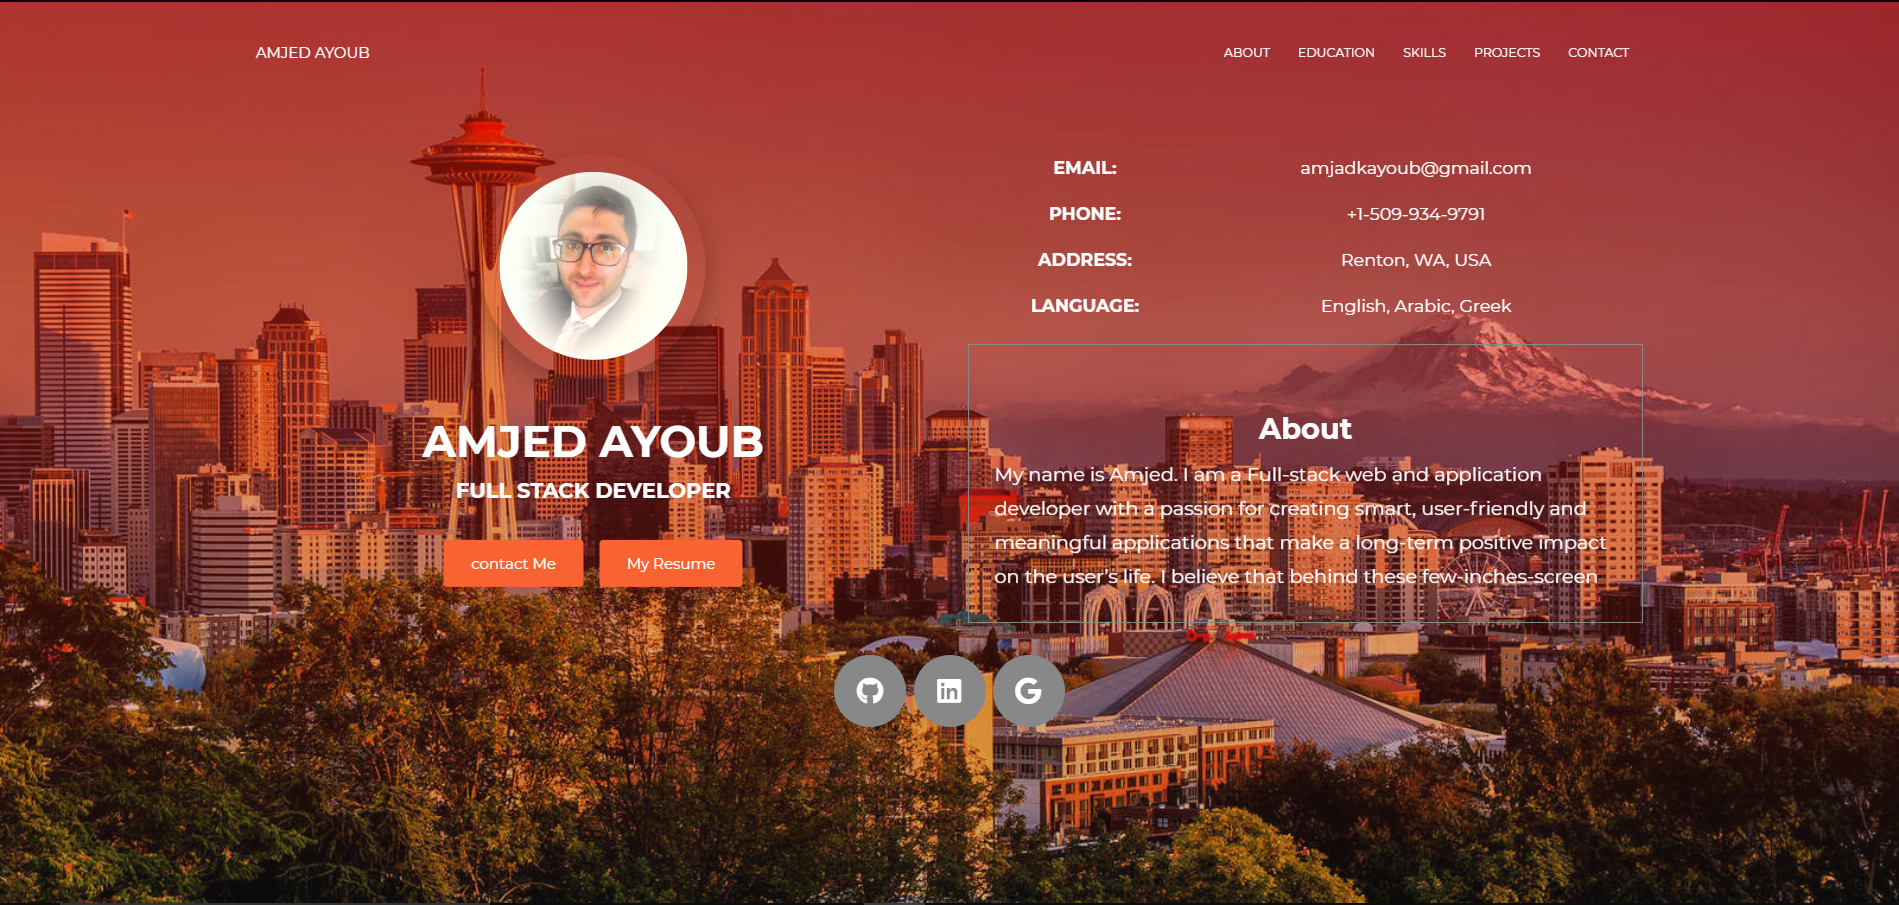 AMJED AYOUB
ABOUT EDUCATION SKILLS PROJECTS CONTACT
EMAIL: amjadkayoub@gmail.com
PHONE: +1-509-934-9791
ADDRESS: Renton, WA, USA
LANGUAGE: English, Arabic, Greek
AMJED AYOUB
FULL STACK DEVELOPER
contact Me
My Resume
About
My name is Amjed. I am a Full-stack web and application
developer with a passion for creating smart, user-friendly and
meaningful applications that make a long-term positive impact
on the user's life. I believe that behind these few-inches-screen